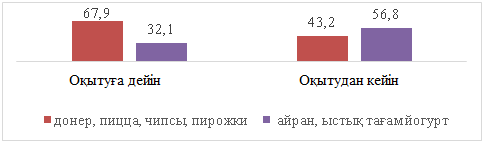 67,9
32,1
43,2
56,8
Оқытуға дейін
Оқытудан кейін
донер, пицца, чипсы, пирожки
айран, ыстық тағамйогурт